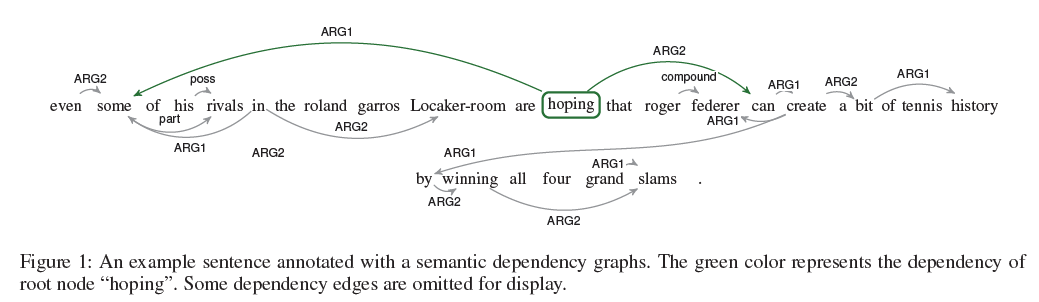 ARG1
ARG2
ARG2 poss compound ARG1 ARG2 ARG1
even some of his rivals in the roland garros Locaker-room are hoping that roger federer can create a bit of tennis history
part ARG2 ARG1
ARG1 ARG2 ARG1
ARG1
by winning all four grand slams .
ARG2
ARG2
Figure 1: An example sentence annotated with a semantic dependency graphs. The green color represents the dependency of
root node “hoping”. Some dependency edges are omitted for display.